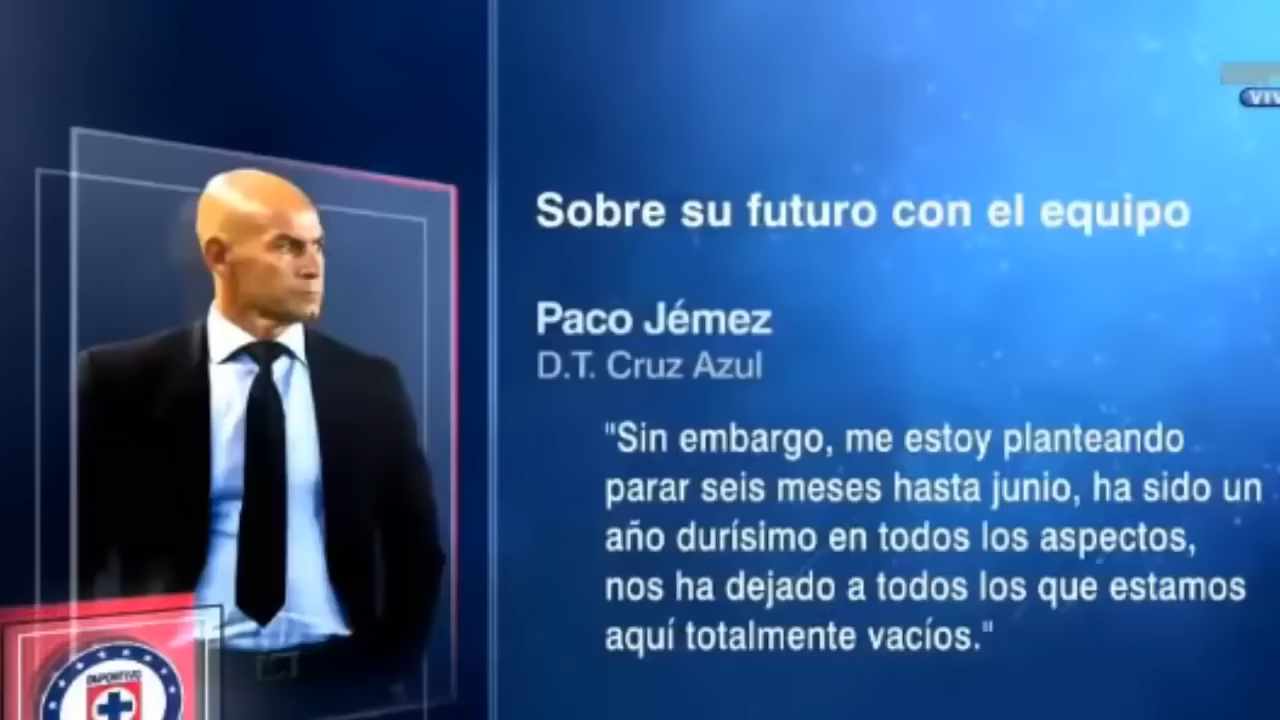 VIV
Sobre su futuro con el equipo
Paco Jémez
D.T. Cruz Azul
"Sin embargo, me estoy planteando
parar seis meses hasta junio, ha sido un
año durísimo en todos los aspectos,
nos ha dejado a todos los que estamos
aquí totalmente vacíos."
DEPORTIVO